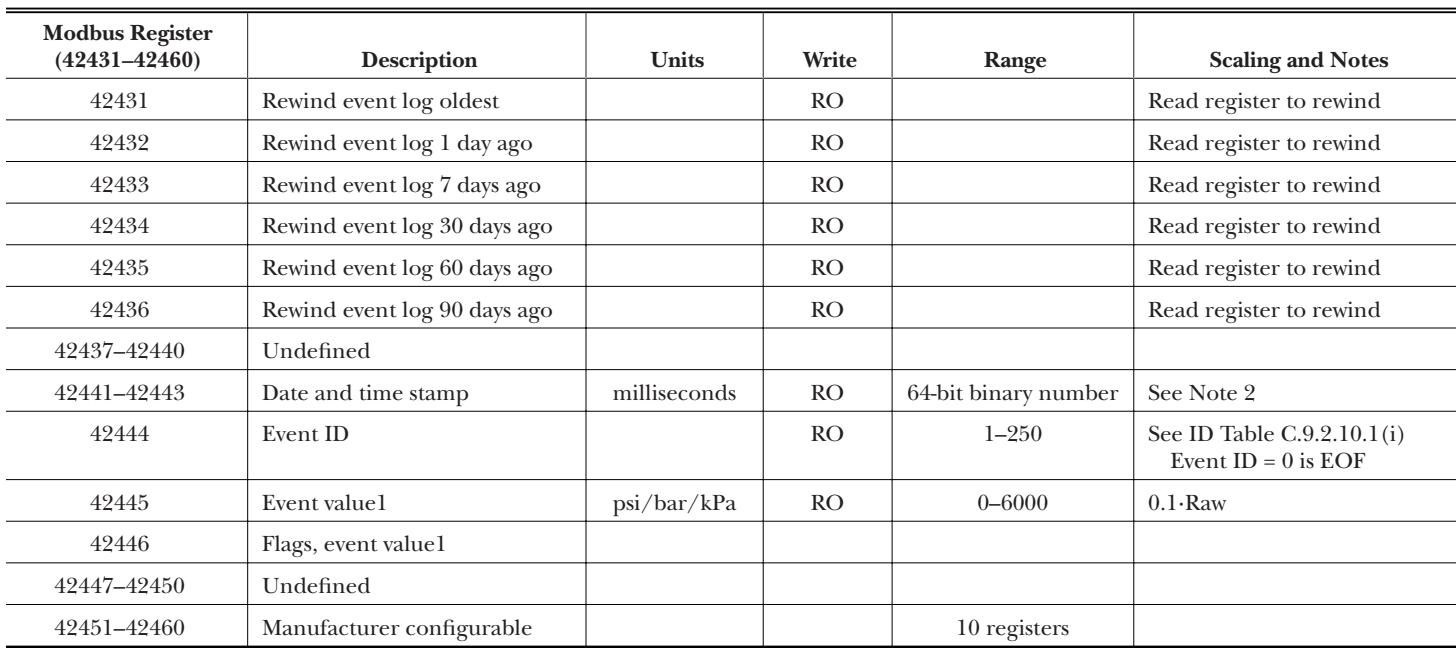 Modbus Register
(42431–42460) Description Units Write Range Scaling and Notes
42431 Rewind event log oldest RO Read register to rewind
42432 Rewind event log 1 day ago RO Read register to rewind
42433 Rewind event log 7 days ago RO Read register to rewind
42434 Rewind event log 30 days ago RO Read register to rewind
42435 Rewind event log 60 days ago RO Read register to rewind
42436 Rewind event log 90 days ago RO Read register to rewind
42437–42440 Undefined
42441–42443 Date and time stamp milliseconds RO 64-bit binary number See Note 2
42444 Event ID RO 1–250 See ID Table C.9.2.10.1(i)
Event ID = 0 is EOF
42445 Event value1 psi/bar/kPa RO 0–6000 0.1·Raw
42446 Flags, event value1
42447–42450 Undefined
42451–42460 Manufacturer configurable 10 registers